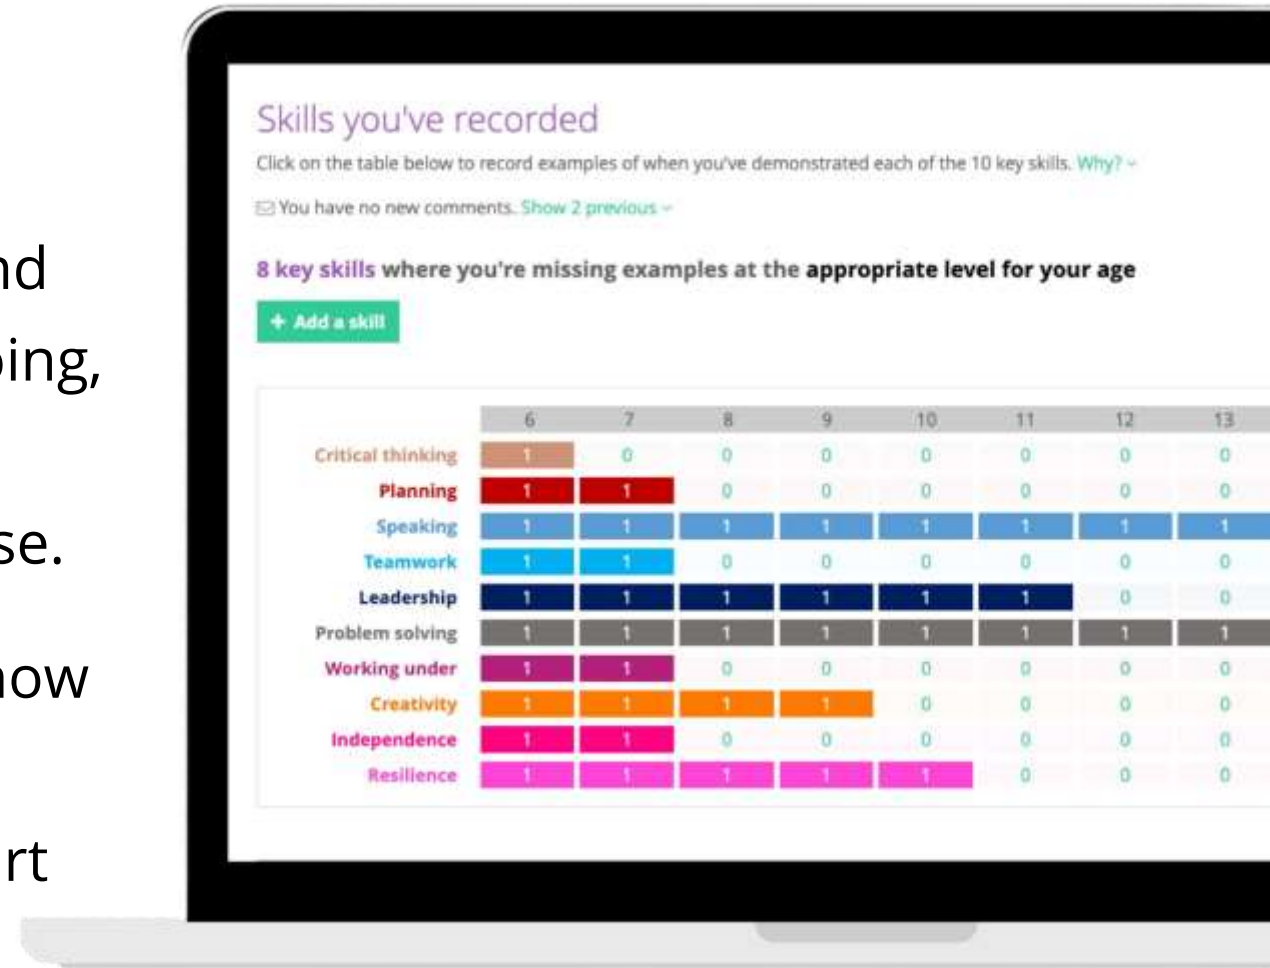 nd
oing,
se.
now
rt
Skills you've recorded
Click on the table below to record examples of when you've demonstrated each of the 10 key skills. Why?
You have no new comments. Show 2 previous
8 key skills where you're missing examples at the appropriate level for your age
+ Add a skill
6 7 8 9 10 11 12 13
Critical thinking 1 0 0 0 0 0 0 0
Planning 1 1 0 0 0 0 0 0
Speaking 1 1 1 1 1 1 1 1
Teamwork 1 1 0 0 0 0 0 0
Leadership 1 1 1 1 1 1 0 0
Problem solving 1 1 1 1 1 1 1 1
Working under 1 1 0 0 0 0 0 0
Creativity 1 1 1 1 0 0 0 0
Independence 1 1 0 0 0 0 0 0
Resilience 1 1 1 1 1 0 0 0